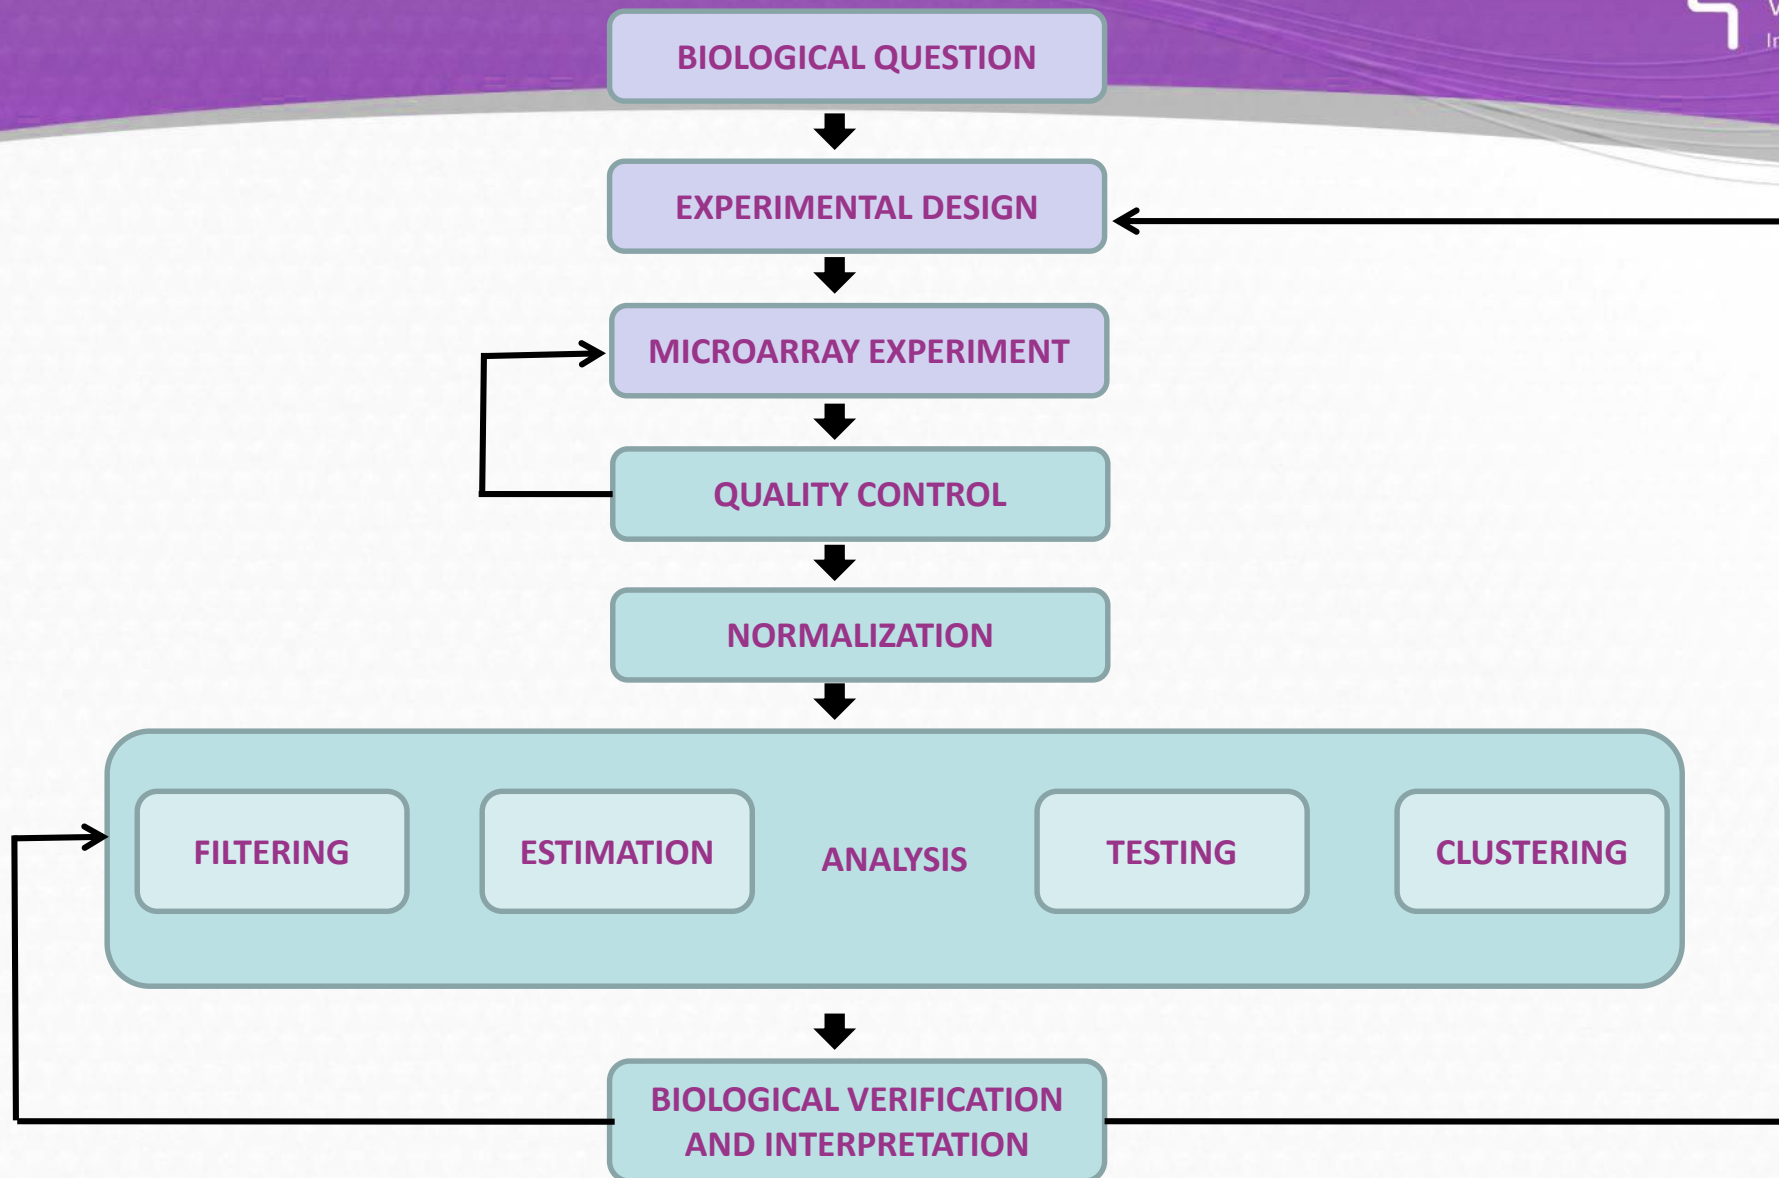 BIOLOGICAL QUESTION
EXPERIMENTAL DESIGN
MICROARRAY EXPERIMENT
QUALITY CONTROL
NORMALIZATION
FILTERING
ESTIMATION
ANALYSIS
TESTING
CLUSTERING
BIOLOGICAL VERIFICATION
AND INTERPRETATION